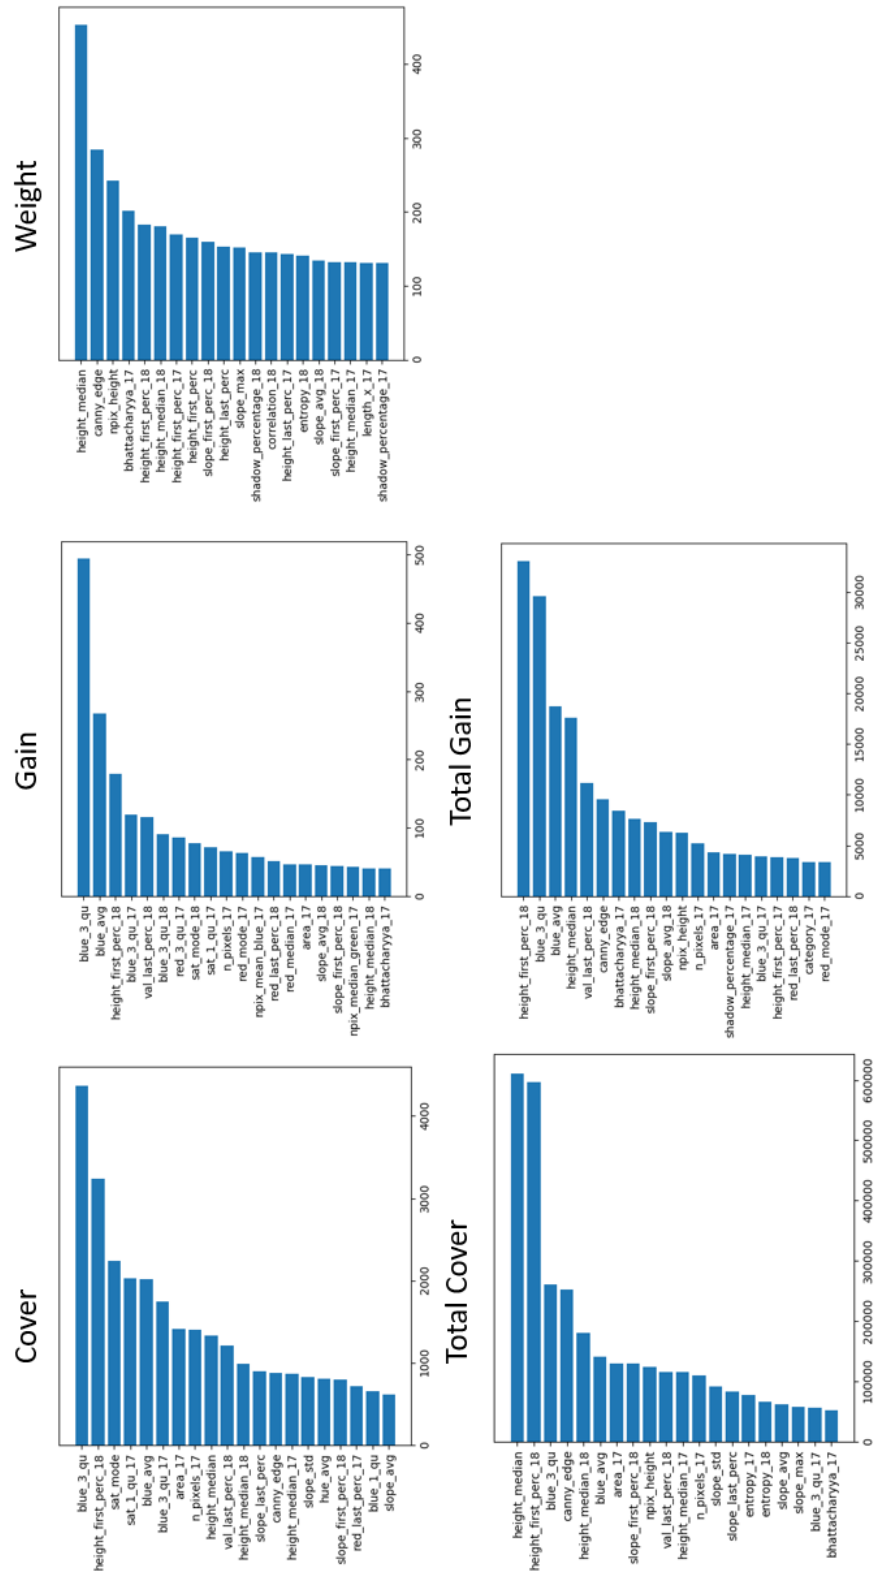 Weight
400
300
200
100
0
height_median
canny_edge
npix_height
bhattacharyya_17
height_first_perc_18
height_median_18
height_first_perc_17
height_first_perc
slope_first_perc_18
height_last_perc
slope_max
shadow_percentage_18
correlation_18
height_last_perc_17
entropy_18
slope_avg_18
slope_first_perc_17
height_median_17
length_x_17
shadow_percentage_17
Gain
500
400
300
200
100
0
blue_3_qu
blue_avg
height_first_perc_18
blue_3_qu_17
val_last_perc_18
blue_3_qu_18
red_3_qu_17
sat_mode_18
sat_1_qu_17
n_pixels_17
red_mode_17
npix_mean_blue_17
red_last_perc_18
red_median_17
area_17
slope_avg_18
slope_first_perc_18
npix_median_green_17
height_median_18
bhattacharyya_17
Total Gain
30000
25000
20000
15000
10000
5000
0
height_first_perc_18
blue_3_qu
blue_avg
height_median
val_last_perc_18
canny_edge
bhattacharyya_17
height_median_18
slope_first_perc_18
slope_avg_18
npix_height
n_pixels_17
area_17
shadow_percentage_17
height_median_17
blue_3_qu_17
height_first_perc_17
red_last_perc_18
category_17
red_mode_17
Cover
4000
3000
2000
1000
0
blue_3_qu
height_first_perc_18
sat_mode
sat_1_qu_17
blue_avg
blue_3_qu_17
area_17
n_pixels_17
height_median
val_last_perc_18
height_median_18
slope_last_perc
canny_edge
height_median_17
slope_std
hue_avg
slope_first_perc_18
red_last_perc_17
blue_1_qu
slope_avg
Total Cover
600000
500000
400000
300000
200000
100000
0
height_median
height_first_perc_18
blue_3_qu
canny_edge
height_median_18
blue_avg
area_17
slope_first_perc_18
npix_height
val_last_perc_18
height_median_17
n_pixels_17
slope_std
slope_last_perc
entropy_17
entropy_18
slope_avg
slope_max
blue_3_qu_17
bhattacharyya_17